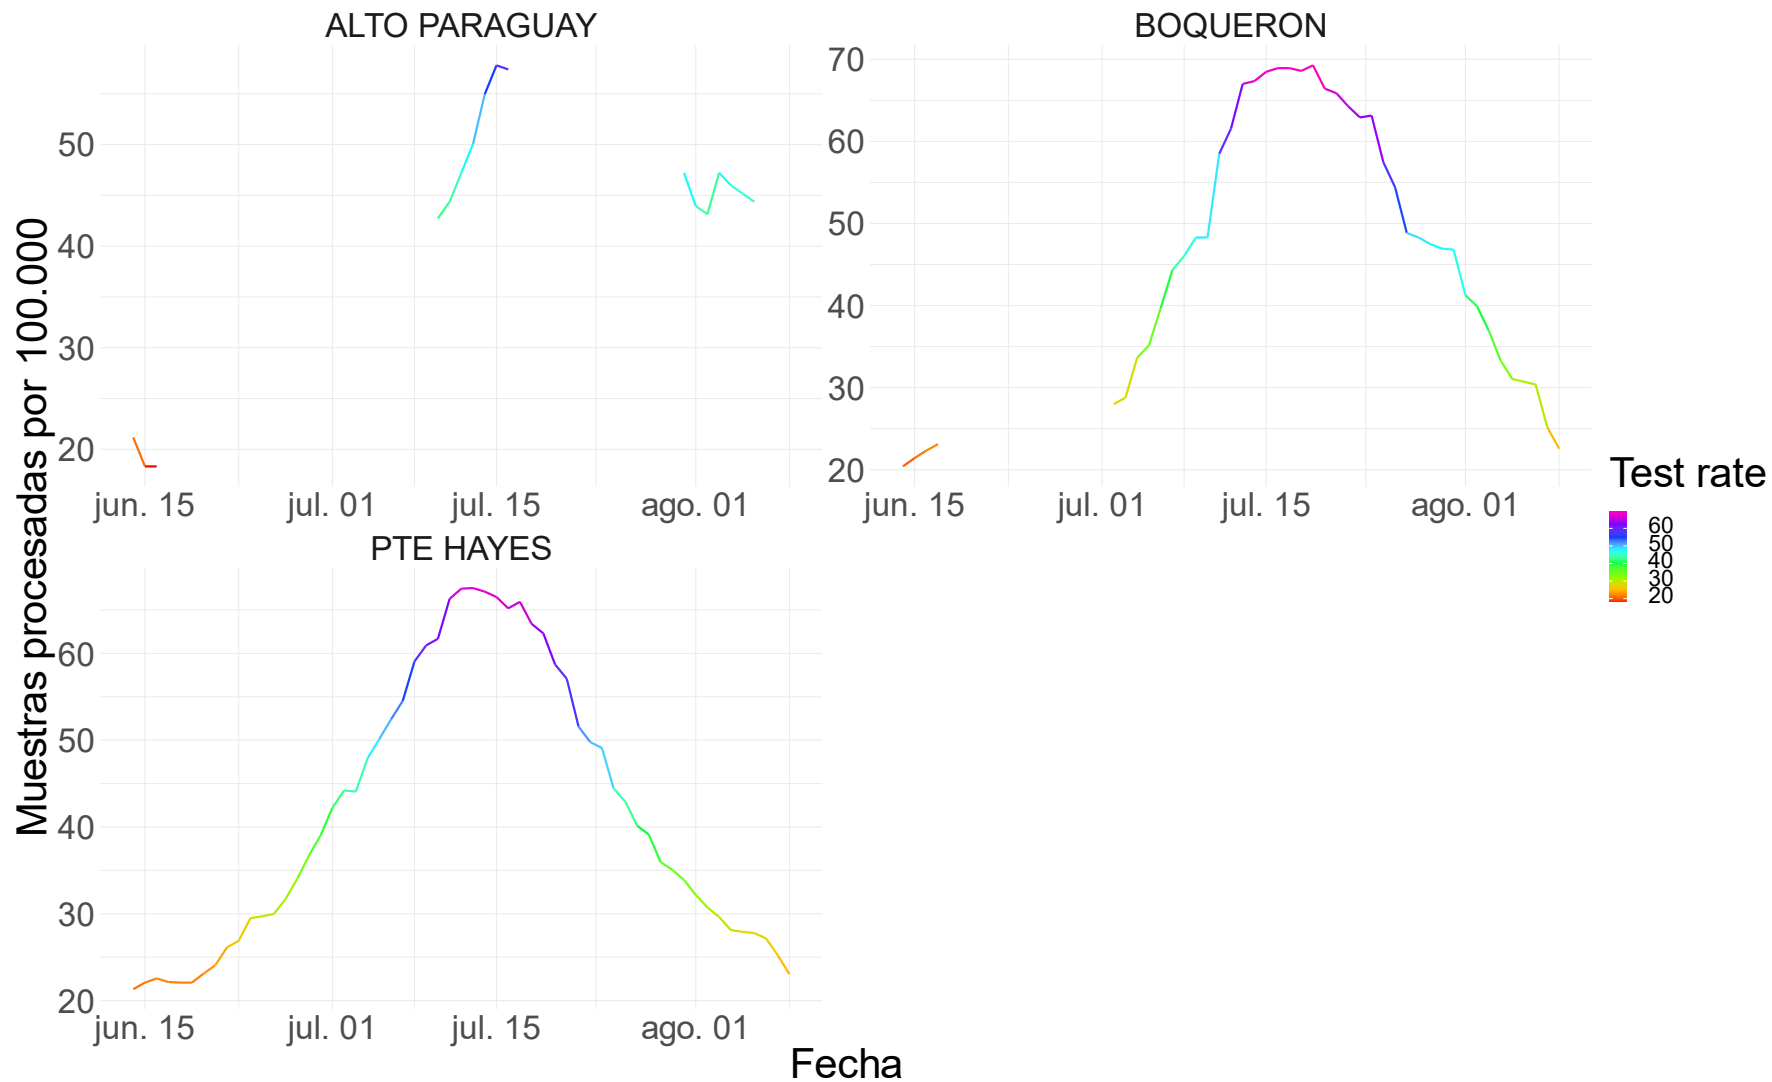 ALTO PARAGUAY
BOQUERON
Muestras procesadas por 100.000
50
40
30
20
jun. 15
jul. 01
jul. 15
ago. 01
70
60
50
40
30
20
jun. 15
jul. 01
jul. 15
ago. 01
PTE HAYES
60
50
40
30
20
jun. 15
jul. 01
jul. 15
ago. 01
Fecha
Test rate
60
50
40
30
20